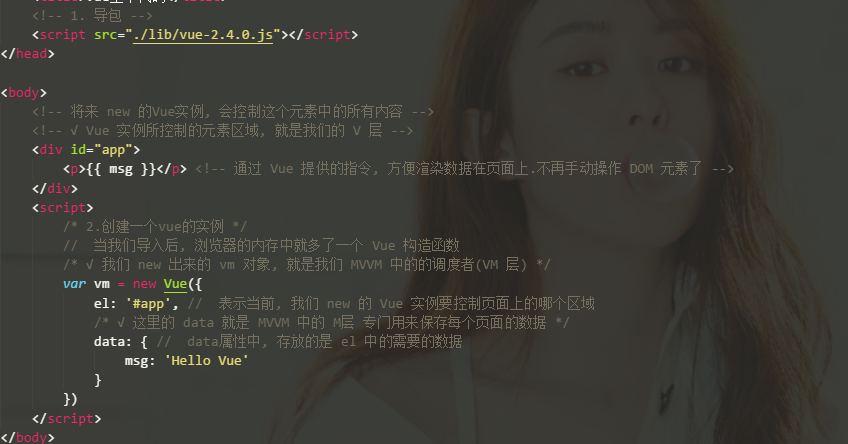 <!-- 1. 导包 -->
<script src="./lib/vue-2.4.0.js"></script>
</head>
<body>
<!-- 将来 new 的Vue实例, 会控制这个元素中的所有内容 -->
<!-- √ Vue 实例所控制的元素区域, 就是我们的 V 层 -->
<div id="app">
<p>{{ msg }}</p> <!-- 通过 Vue 提供的指令, 方便渲染数据在页面上.不再手动操作 DOM 元素了 -->
</div>
<script>
/* 2.创建一个vue的实例 */
// 当我们导入后, 浏览器的内存中就多了一个 Vue 构造函数
/* √ 我们 new 出来的 vm 对象, 就是我们 MVVM 中的的调度者(VM 层) */
var vm = new Vue({
el: '#app', // 表示当前, 我们 new 的 Vue 实例要控制页面上的哪个区域
/* √ 这里的 data 就是 MVVM 中的 M层 专门用来保存每个页面的数据 */
data: { // data属性中, 存放的是 el 中的需要的数据
msg: 'Hello Vue'
}
})
</script>
</body>